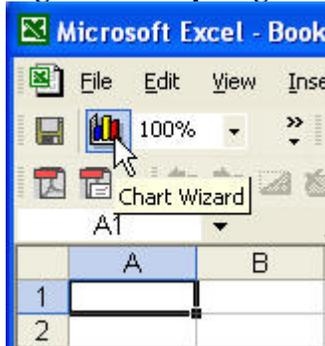 Microsoft Excel - Book
File Edit View Inse
100%
Chart Wizard
A1
A B
1
2